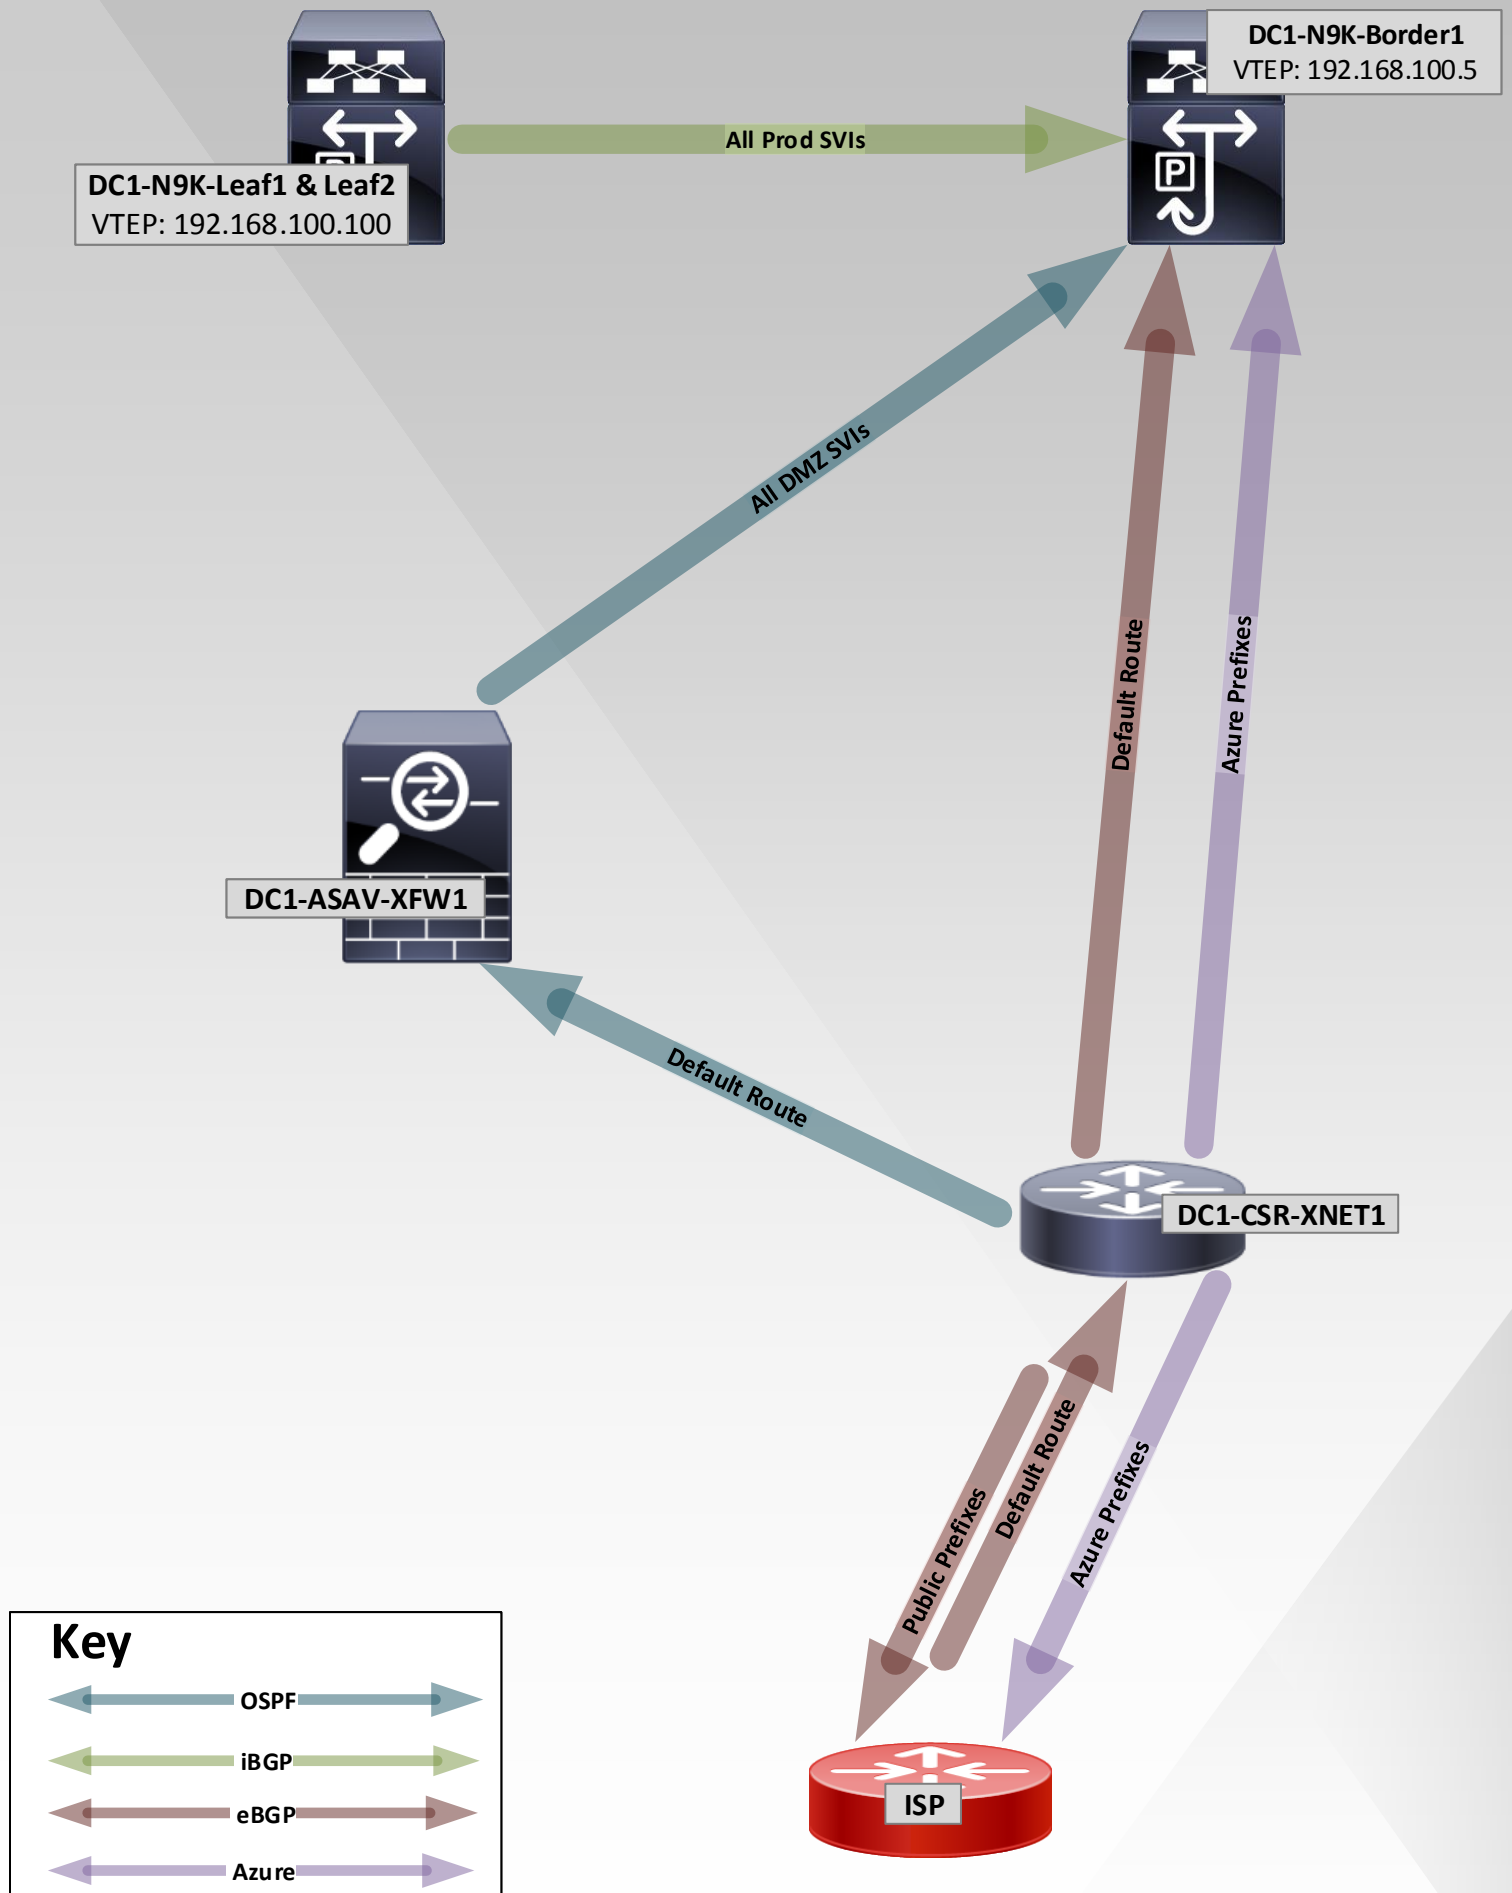 DC1-N9K-Border1
VTEP: 192.168.100.5
All Prod SVIs
P
P
DC1-N9K-Leaf1 & Leaf2
VTEP: 192.168.100.100
All DMZ SVIs
Default Route
Azure Prefixes
DC1-ASAV-XFW1
Default Route
DC1-CSR-XNET1
Public Prefixes
Default Route
Azure Prefixes
ISP
Key
OSPF
iBGP
eBGP
Azure